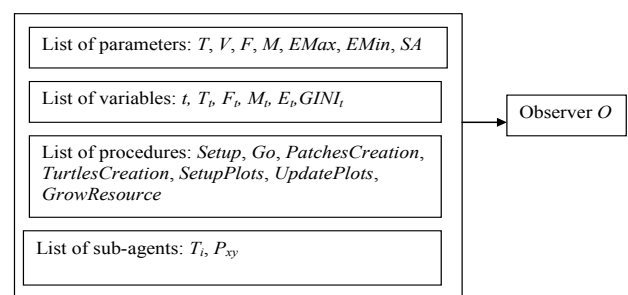 List of parameters: T, V, F, M, EMax, EMin, SA
List of variables: t, Tt, Ft, Mt, Et,GINIt
Observer O
List of procedures: Setup, Go, PatchesCreation,
TurtlesCreation, SetupPlots, UpdatePlots,
GrowResource
List of sub-agents: Ti, Pxy